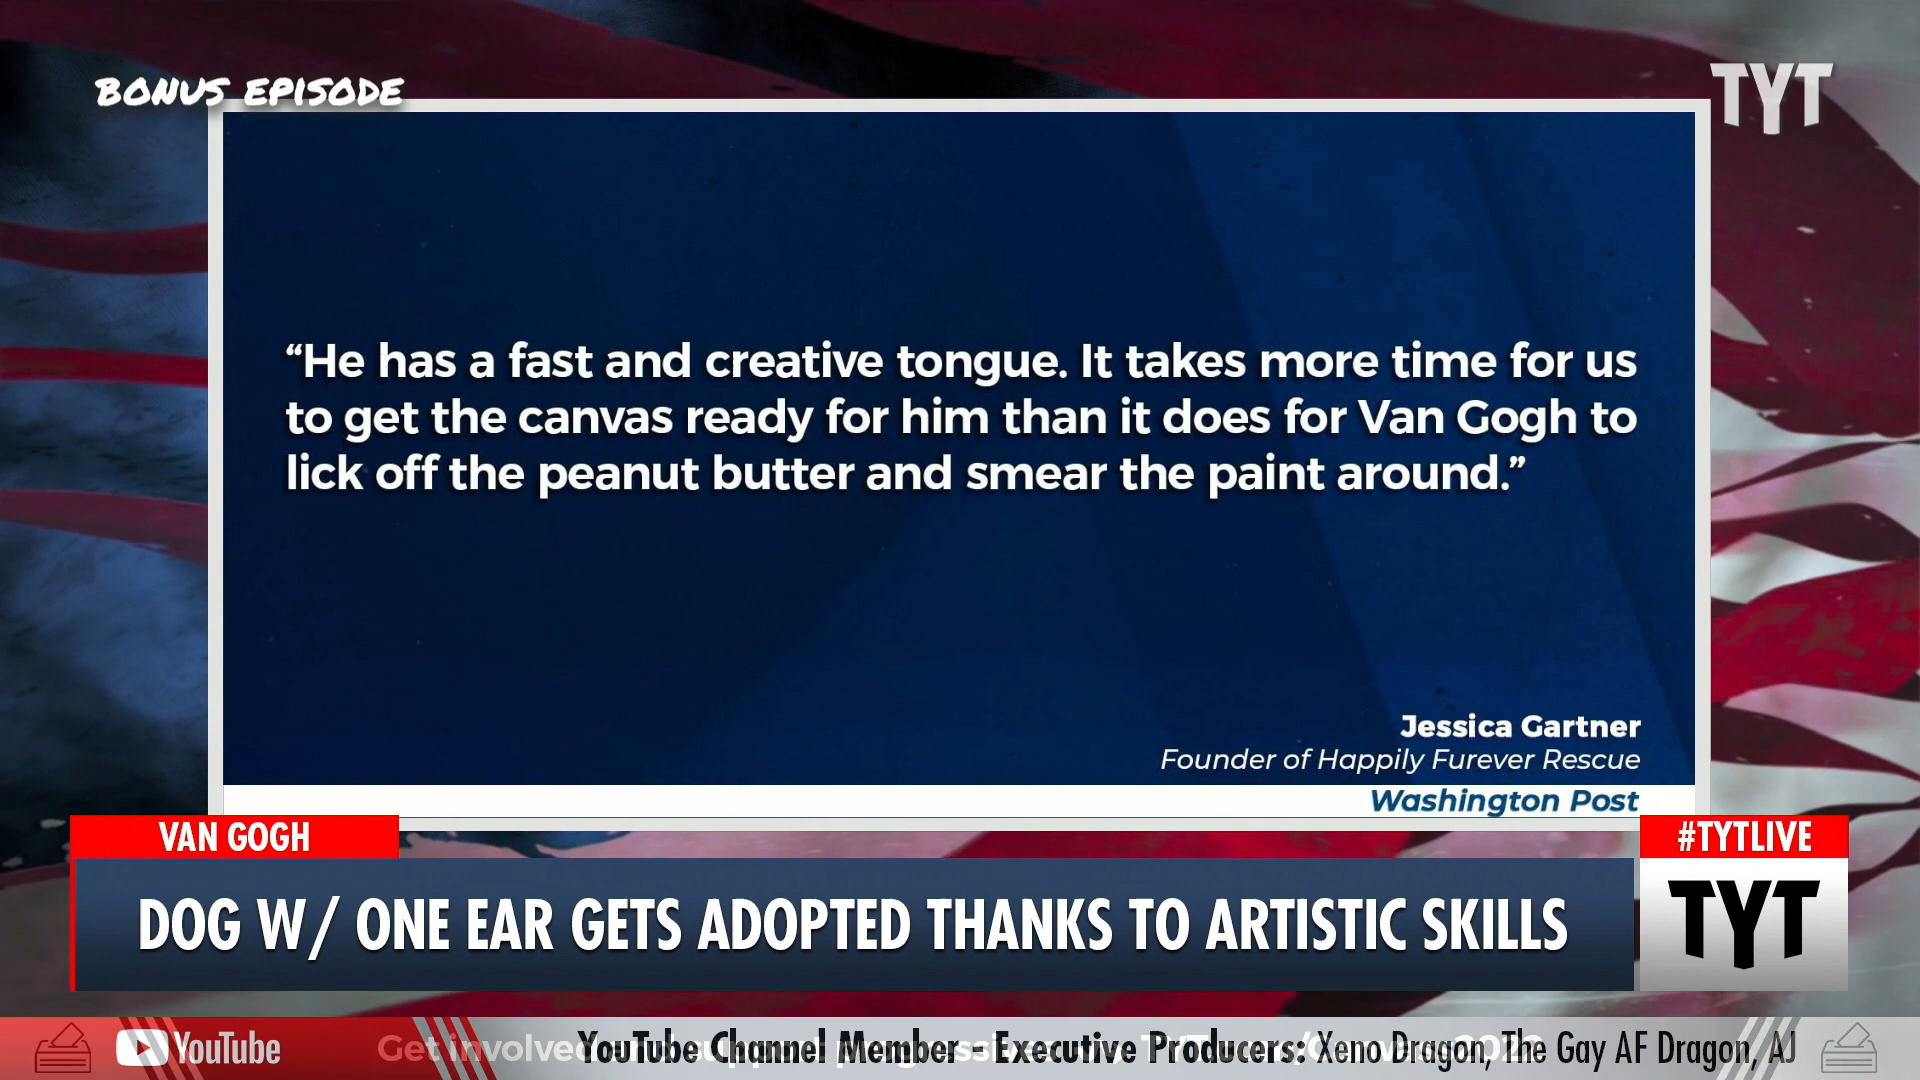 BONUS EPISODE
TYT
“He has a fast and creative tongue. It takes more time for us
to get the canvas ready for him than it does for Van Gogh to
lick off the peanut butter and smear the paint around.”
Jessica Gartner
Founder of Happily Furever Rescue
Washington Post
VAN GOGH
#TYTLIVE
DOG W/ ONE EAR GETS ADOPTED THANKS TO ARTISTIC SKILLS
TYT
YouTube
Get involved
YouTube Channel Member - Executive Producers: Xeno Dragon, The Gay AF Dragon, AJ